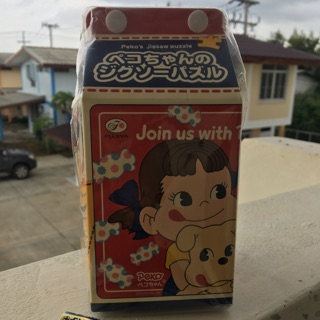 Peko's Jigsaw puzzle
ペコちゃんの
ジグソーパズル
Join us with
Peko
ペコちゃん